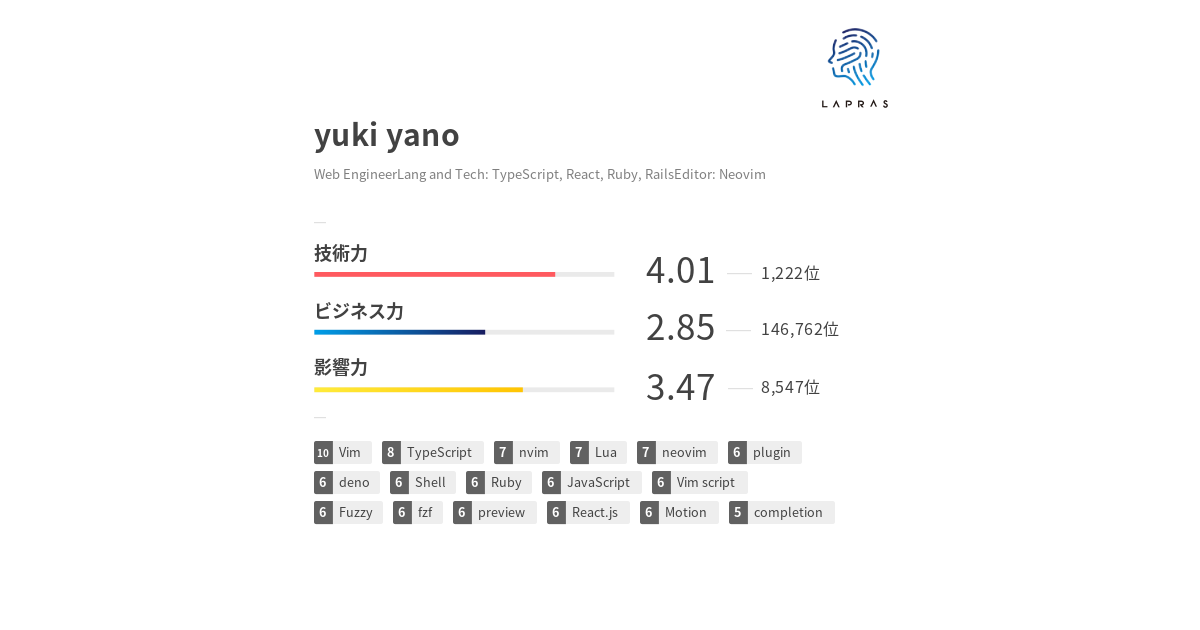 LAPRAS
yuki yano
Web EngineerLang and Tech: TypeScript, React, Ruby, RailsEditor: Neovim
技術力
4.01 1,222位
ビジネス力
2.85 146,762位
影響力
3.47 8,547位
10 Vim 8 TypeScript 7 nvim 7 Lua 7 neovim 6 plugin
6 deno 6 Shell 6 Ruby 6 JavaScript 6 Vim script
6 Fuzzy 6 fzf 6 preview 6 React.js 6 Motion 5 completion